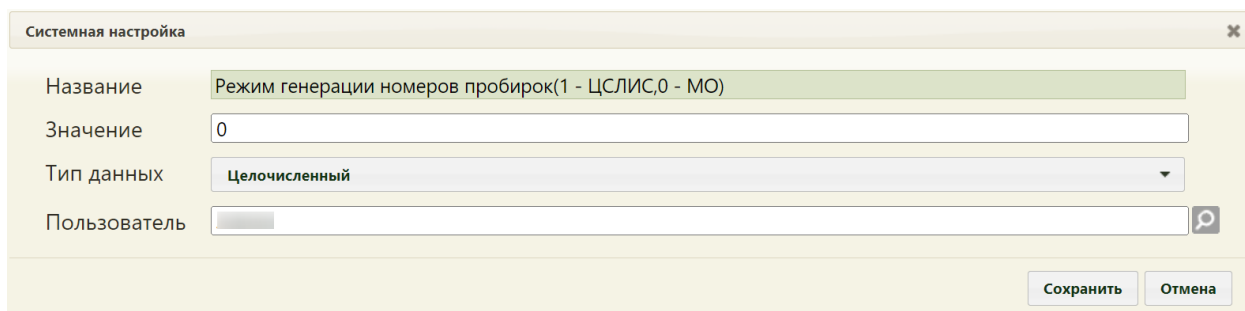 Системная настройка
Название Режим генерации номеров пробирок(1 - ЦСЛИС,0 - МО)
Значение 0
Тип данных Целочисленный
Пользователь
Сохранить Отмена